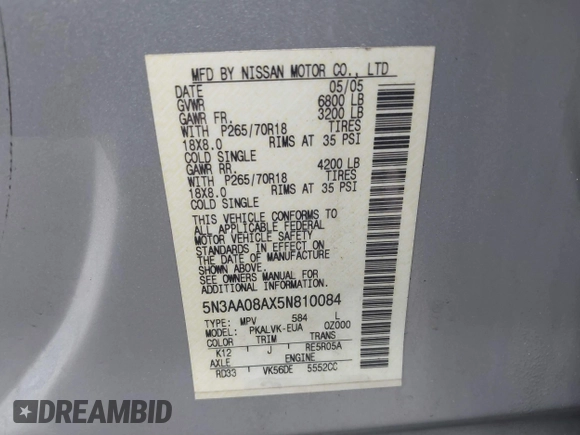 MFD BY NISSAN MOTOR CO., LTD
DATE 05/05
GVWR 6800 LB
GAWR FR. 3200 LB
WITH P265/70R18 TIRES
18X8.0 RIMS AT 35 PSI
COLD SINGLE
GAWR RR. 4200 LB
WITH P265/70R18 TIRES
18X8.0 RIMS AT 35 PSI
COLD SINGLE
THIS VEHICLE CONFORMS TO
ALL APPLICABLE FEDERAL
MOTOR VEHICLE SAFETY
STANDARDS IN EFFECT ON
THE DATE OF MANUFACTURE
SHOWN ABOVE.
SEE OWNERS MANUAL FOR
ADDITIONAL INFORMATION
5N3AA08AX5N810084
TYPE: MPV 584 L
MODEL: PKALVK-EUA 0Z000
COLOR TRIM TRANS
K12 J RE5R05A
AXLE ENGINE
RD33 VK56DE 5552CC
DREAMBID